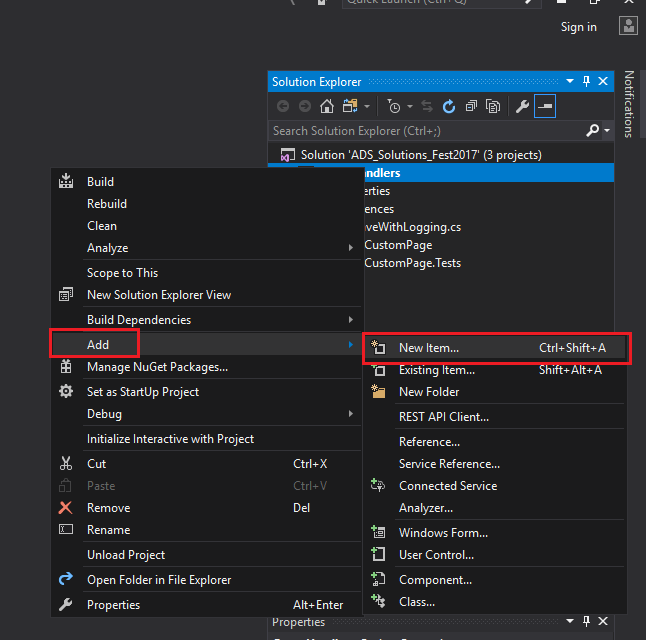 Quick Launch (Ctrl+Q)
Sign in
Notifications
Solution Explorer
Search Solution Explorer (Ctrl+;)
Solution 'ADS_Solutions_Fest2017' (3 projects)
andlers
erties
ences
aveWithLogging.cs
CustomPage
CustomPage.Tests
Build
Rebuild
Clean
Analyze
Scope to This
New Solution Explorer View
Build Dependencies
Add
Manage NuGet Packages...
Set as StartUp Project
Debug
Initialize Interactive with Project
Cut Ctrl+X
Paste Ctrl+V
Remove Del
Rename
Unload Project
Open Folder in File Explorer
Properties Alt+Enter
New Item... Ctrl+Shift+A
Existing Item... Shift+Alt+A
New Folder
REST API Client...
Reference...
Service Reference...
Connected Service
Analyzer...
Windows Form...
User Control...
Component...
Class...
Properties